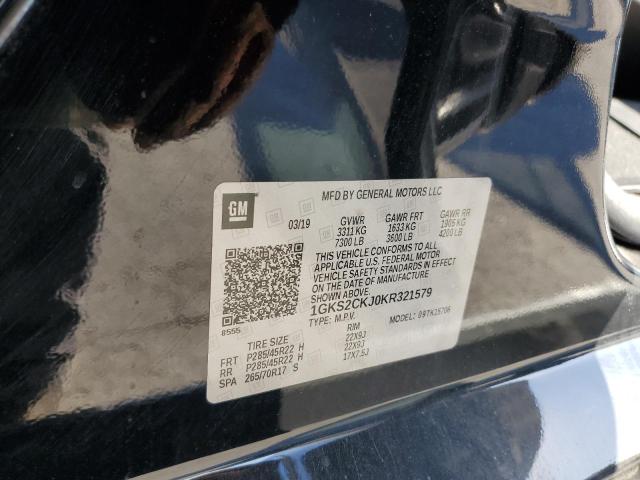 GM
MFD BY GENERAL MOTORS LLC
03/19 GVWR GAWR FRT GAWR RR
3311 KG 1633 KG 1905 KG
7300 LB 3600 LB 4200 LB
THIS VEHICLE CONFORMS TO ALL
APPLICABLE U.S. FEDERAL MOTOR
VEHICLE SAFETY STANDARDS IN EFFECT
ON THE DATE OF MANUFACTURE
SHOWN ABOVE.
1GKS2CKJ0KR321579
8555 TYPE: M.P.V. MODEL: 09TK15706
TIRE SIZE RIM
FRT P285/45R22 H 22X9J
RR P285/45R22 H 22X9J
SPA 265/70R17 S 17X7.5J